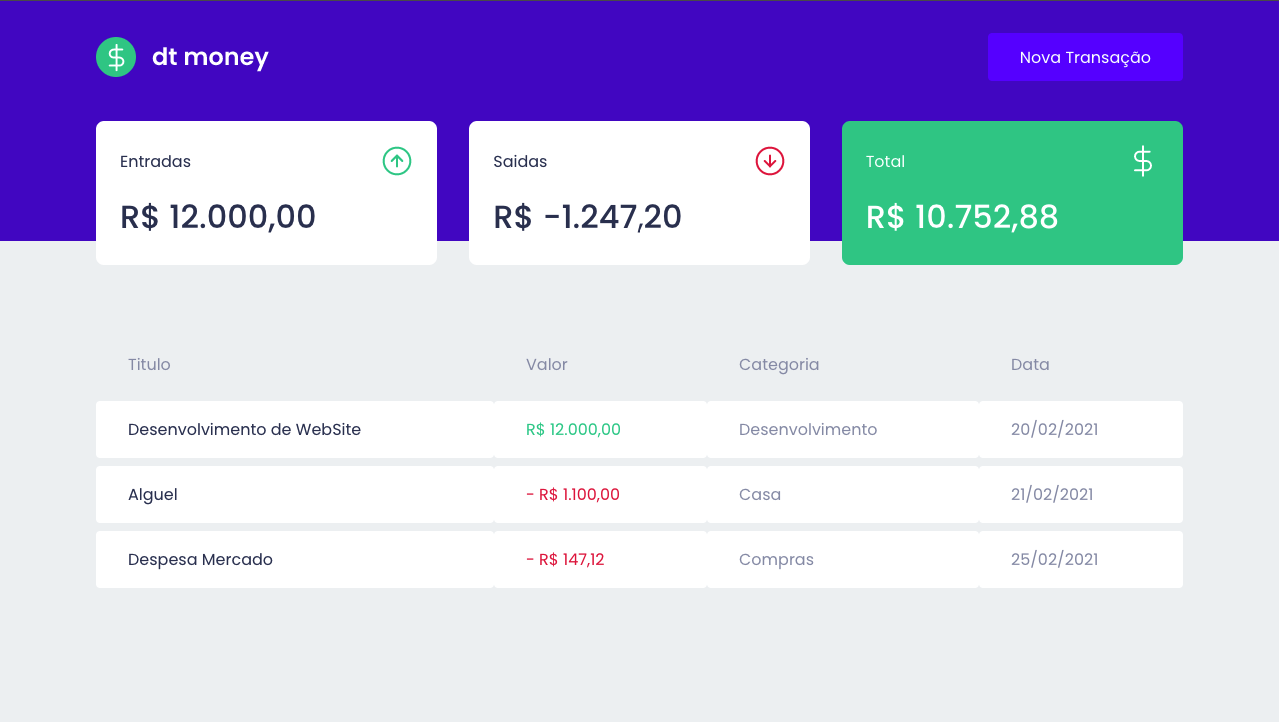 dt money
Nova Transação
Entradas
R$ 12.000,00
Saidas
R$ -1.247,20
Total
R$ 10.752,88
Titulo Valor Categoria Data
Desenvolvimento de WebSite R$ 12.000,00 Desenvolvimento 20/02/2021
Alguel - R$ 1.100,00 Casa 21/02/2021
Despesa Mercado - R$ 147,12 Compras 25/02/2021